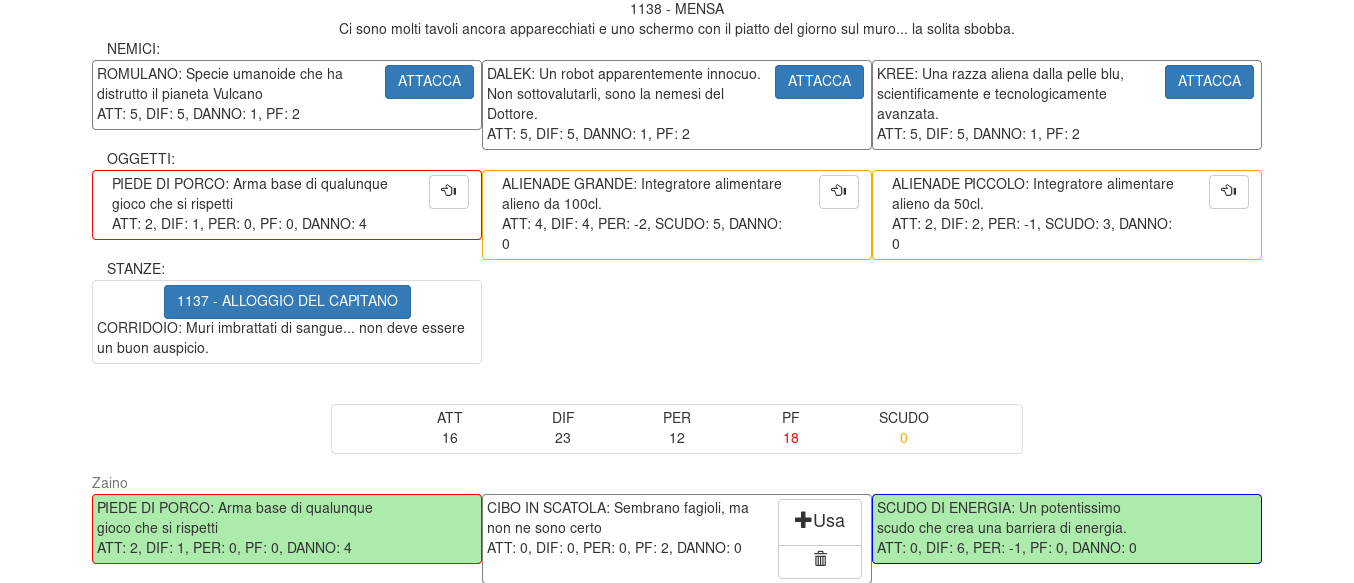 1138 - MENSA
Ci sono molti tavoli ancora apparecchiati e uno schermo con il piatto del giorno sul muro... la solita sbobba.
NEMICI:
ROMULANO: Specie umanoide che ha
distrutto il pianeta Vulcano
ATT: 5, DIF: 5, DANNO: 1, PF: 2
ATTACCA
DALEK: Un robot apparentemente innocuo.
Non sottovalutarli, sono la nemesi del
Dottore.
ATT: 5, DIF: 5, DANNO: 1, PF: 2
ATTACCA
KREE: Una razza aliena dalla pelle blu,
scientificamente e tecnologicamente
avanzata.
ATT: 5, DIF: 5, DANNO: 1, PF: 2
ATTACCA
OGGETTI:
PIEDE DI PORCO: Arma base di qualunque
gioco che si rispetti
ATT: 2, DIF: 1, PER: 0, PF: 0, DANNO: 4
ALIENADE GRANDE: Integratore alimentare
alieno da 100cl.
ATT: 4, DIF: 4, PER: -2, SCUDO: 5, DANNO:
0
ALIENADE PICCOLO: Integratore alimentare
alieno da 50cl.
ATT: 2, DIF: 2, PER: -1, SCUDO: 3, DANNO:
0
STANZE:
1137 - ALLOGGIO DEL CAPITANO
CORRIDOIO: Muri imbrattati di sangue... non deve essere
un buon auspicio.
ATT DIF PER PF SCUDO
16 23 12 18 0
Zaino
PIEDE DI PORCO: Arma base di qualunque
gioco che si rispetti
ATT: 2, DIF: 1, PER: 0, PF: 0, DANNO: 4
CIBO IN SCATOLA: Sembrano fagioli, ma
non ne sono certo
ATT: 0, DIF: 0, PER: 0, PF: 2, DANNO: 0
Usa
SCUDO DI ENERGIA: Un potentissimo
scudo che crea una barriera di energia.
ATT: 0, DIF: 6, PER: -1, PF: 0, DANNO: 0